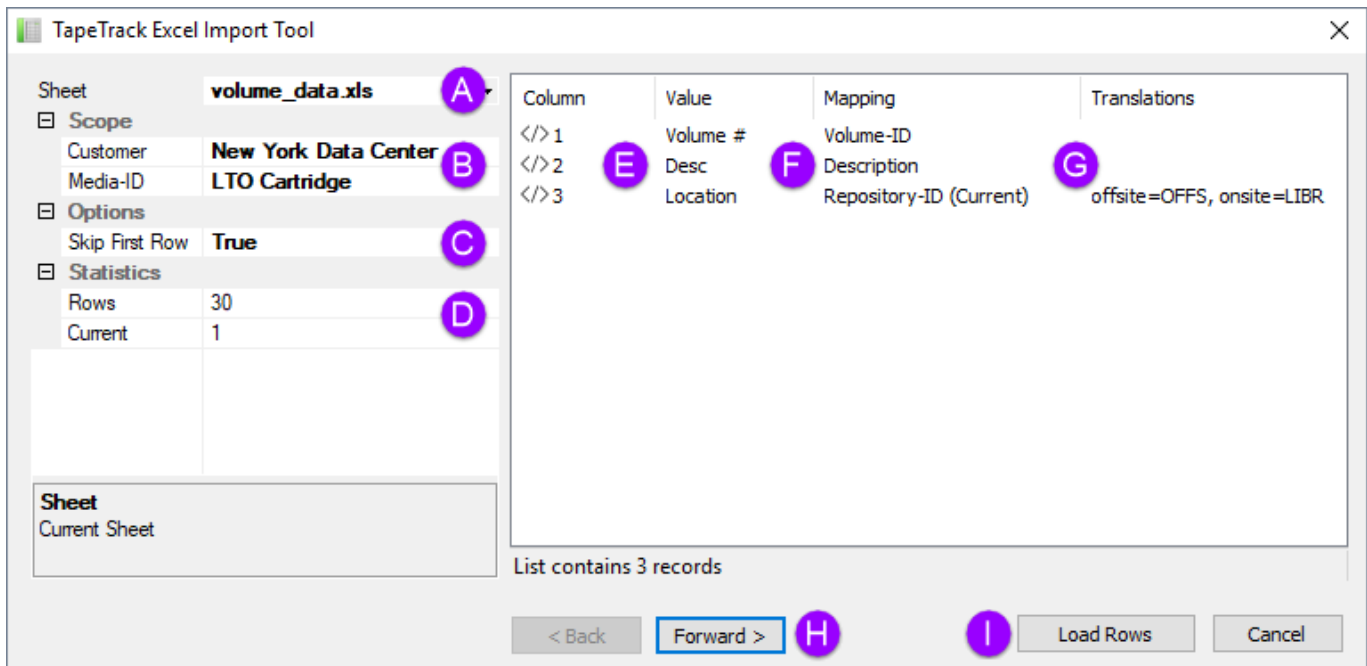 TapeTrack Excel Import Tool
Sheet volume_data.xls A
Scope
Customer New York Data Center
Media-ID LTO Cartridge
B
Options
Skip First Row True C
Statistics
Rows 30
Current 1
D
Sheet
Current Sheet
Column Value Mapping Translations
</> 1 Volume # Volume-ID
</> 2 E Desc F Description G
</> 3 Location Repository-ID (Current) offsite=OFFS, onsite=LIBR
List contains 3 records
< Back Forward > H I Load Rows Cancel